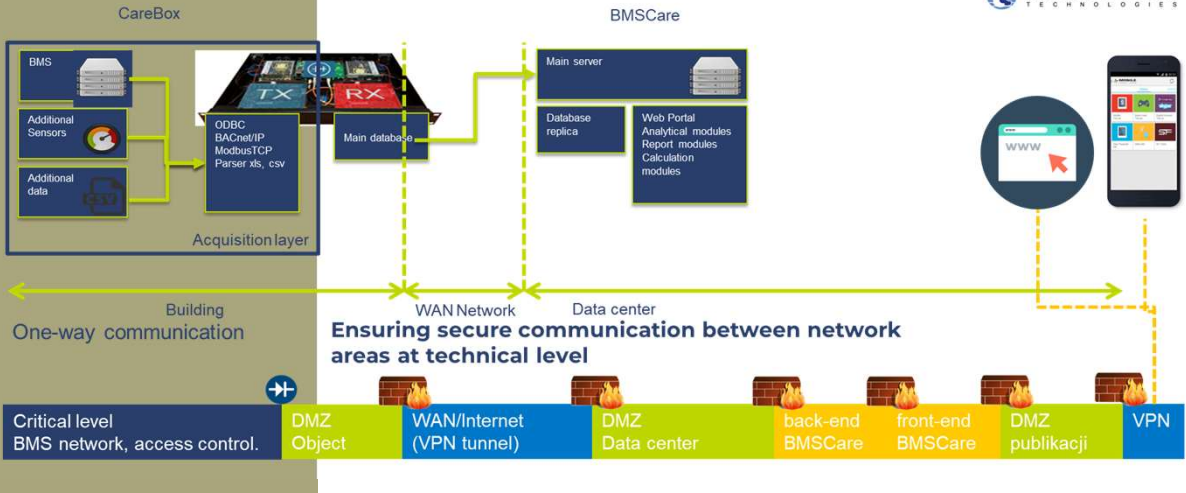 CareBox
BMSCare
TECHNOLOGIES
BMS
Additional
Sensors
Additional
data
CSV
ODBC
BACnet/IP
ModbusTCP
Parser xls, csv
TX
RX
Main database
Main server
Database
replica
Web Portal
Analytical modules
Report modules
Calculation
modules
www
WWW
Acquisition layer
Building
WAN Network
Data center
One-way communication
Ensuring secure communication between network
areas at technical level
Critical level
BMS network, access control.
DMZ
Object
WAN/Internet
(VPN tunnel)
DMZ
Data center
back-end
BMSCare
front-end
BMSCare
DMZ
publikacji
VPN